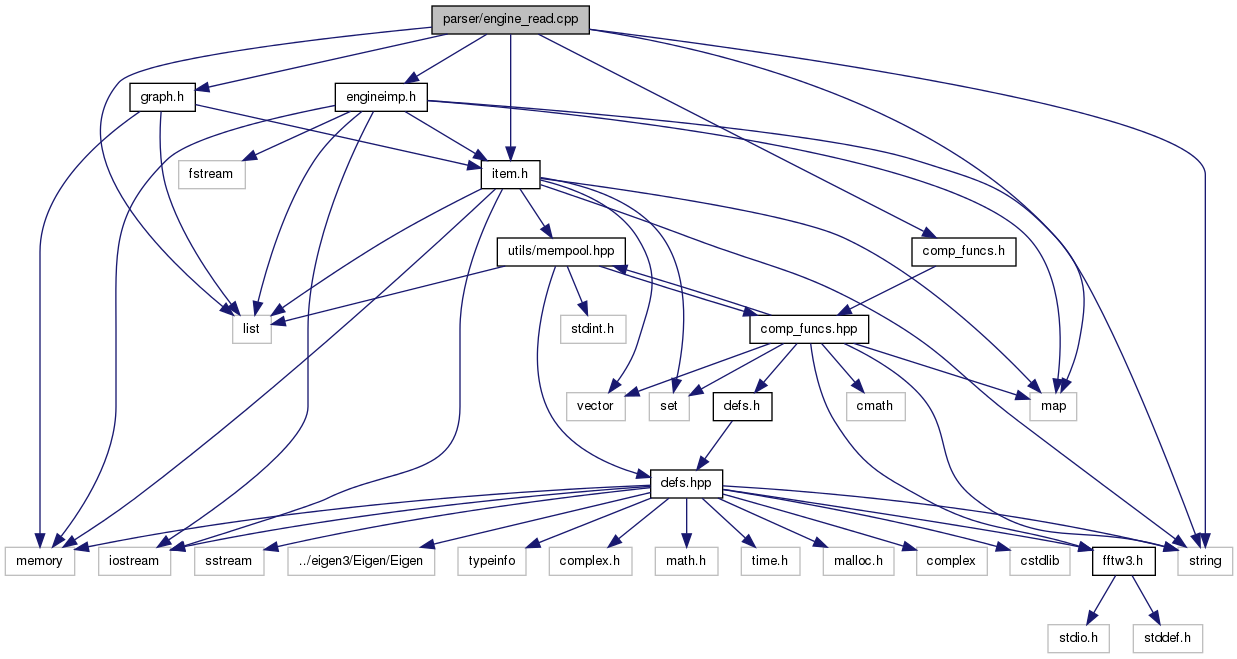 parser/engine_read.cpp
graph.h
engineimp.h
fstream
item.h
utils/mempool.hpp
comp_funcs.h
list
stdint.h
comp_funcs.hpp
vector
set
defs.h
cmath
map
defs.hpp
memory
iostream
sstream
../eigen3/Eigen/Eigen
typeinfo
complex.h
math.h
time.h
malloc.h
complex
cstdlib
fftw3.h
string
stdio.h
stddef.h